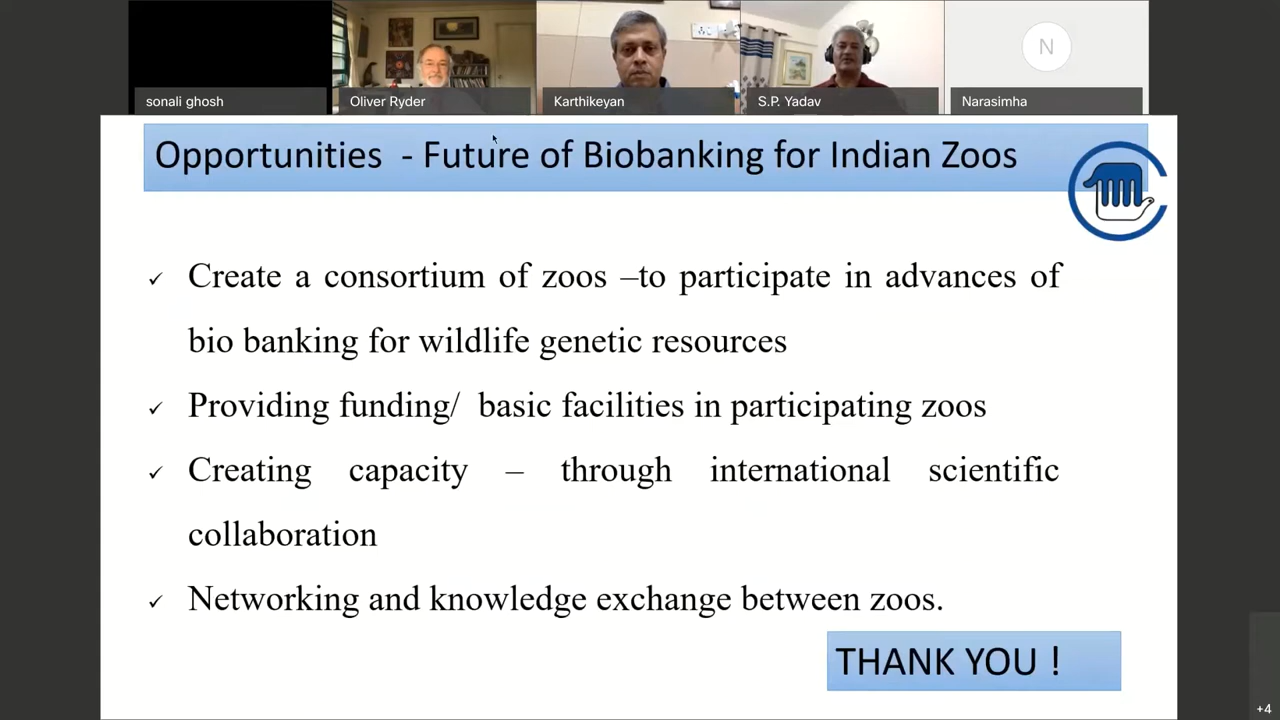 sonali ghosh
Oliver Ryder
Karthikeyan
S.P. Yadav
N
Narasimha
Opportunities - Future of Biobanking for Indian Zoos
✓ Create a consortium of zoos –to participate in advances of
bio banking for wildlife genetic resources
✓ Providing funding/ basic facilities in participating zoos
✓ Creating capacity – through international scientific
collaboration
✓ Networking and knowledge exchange between zoos.
THANK YOU !
+4